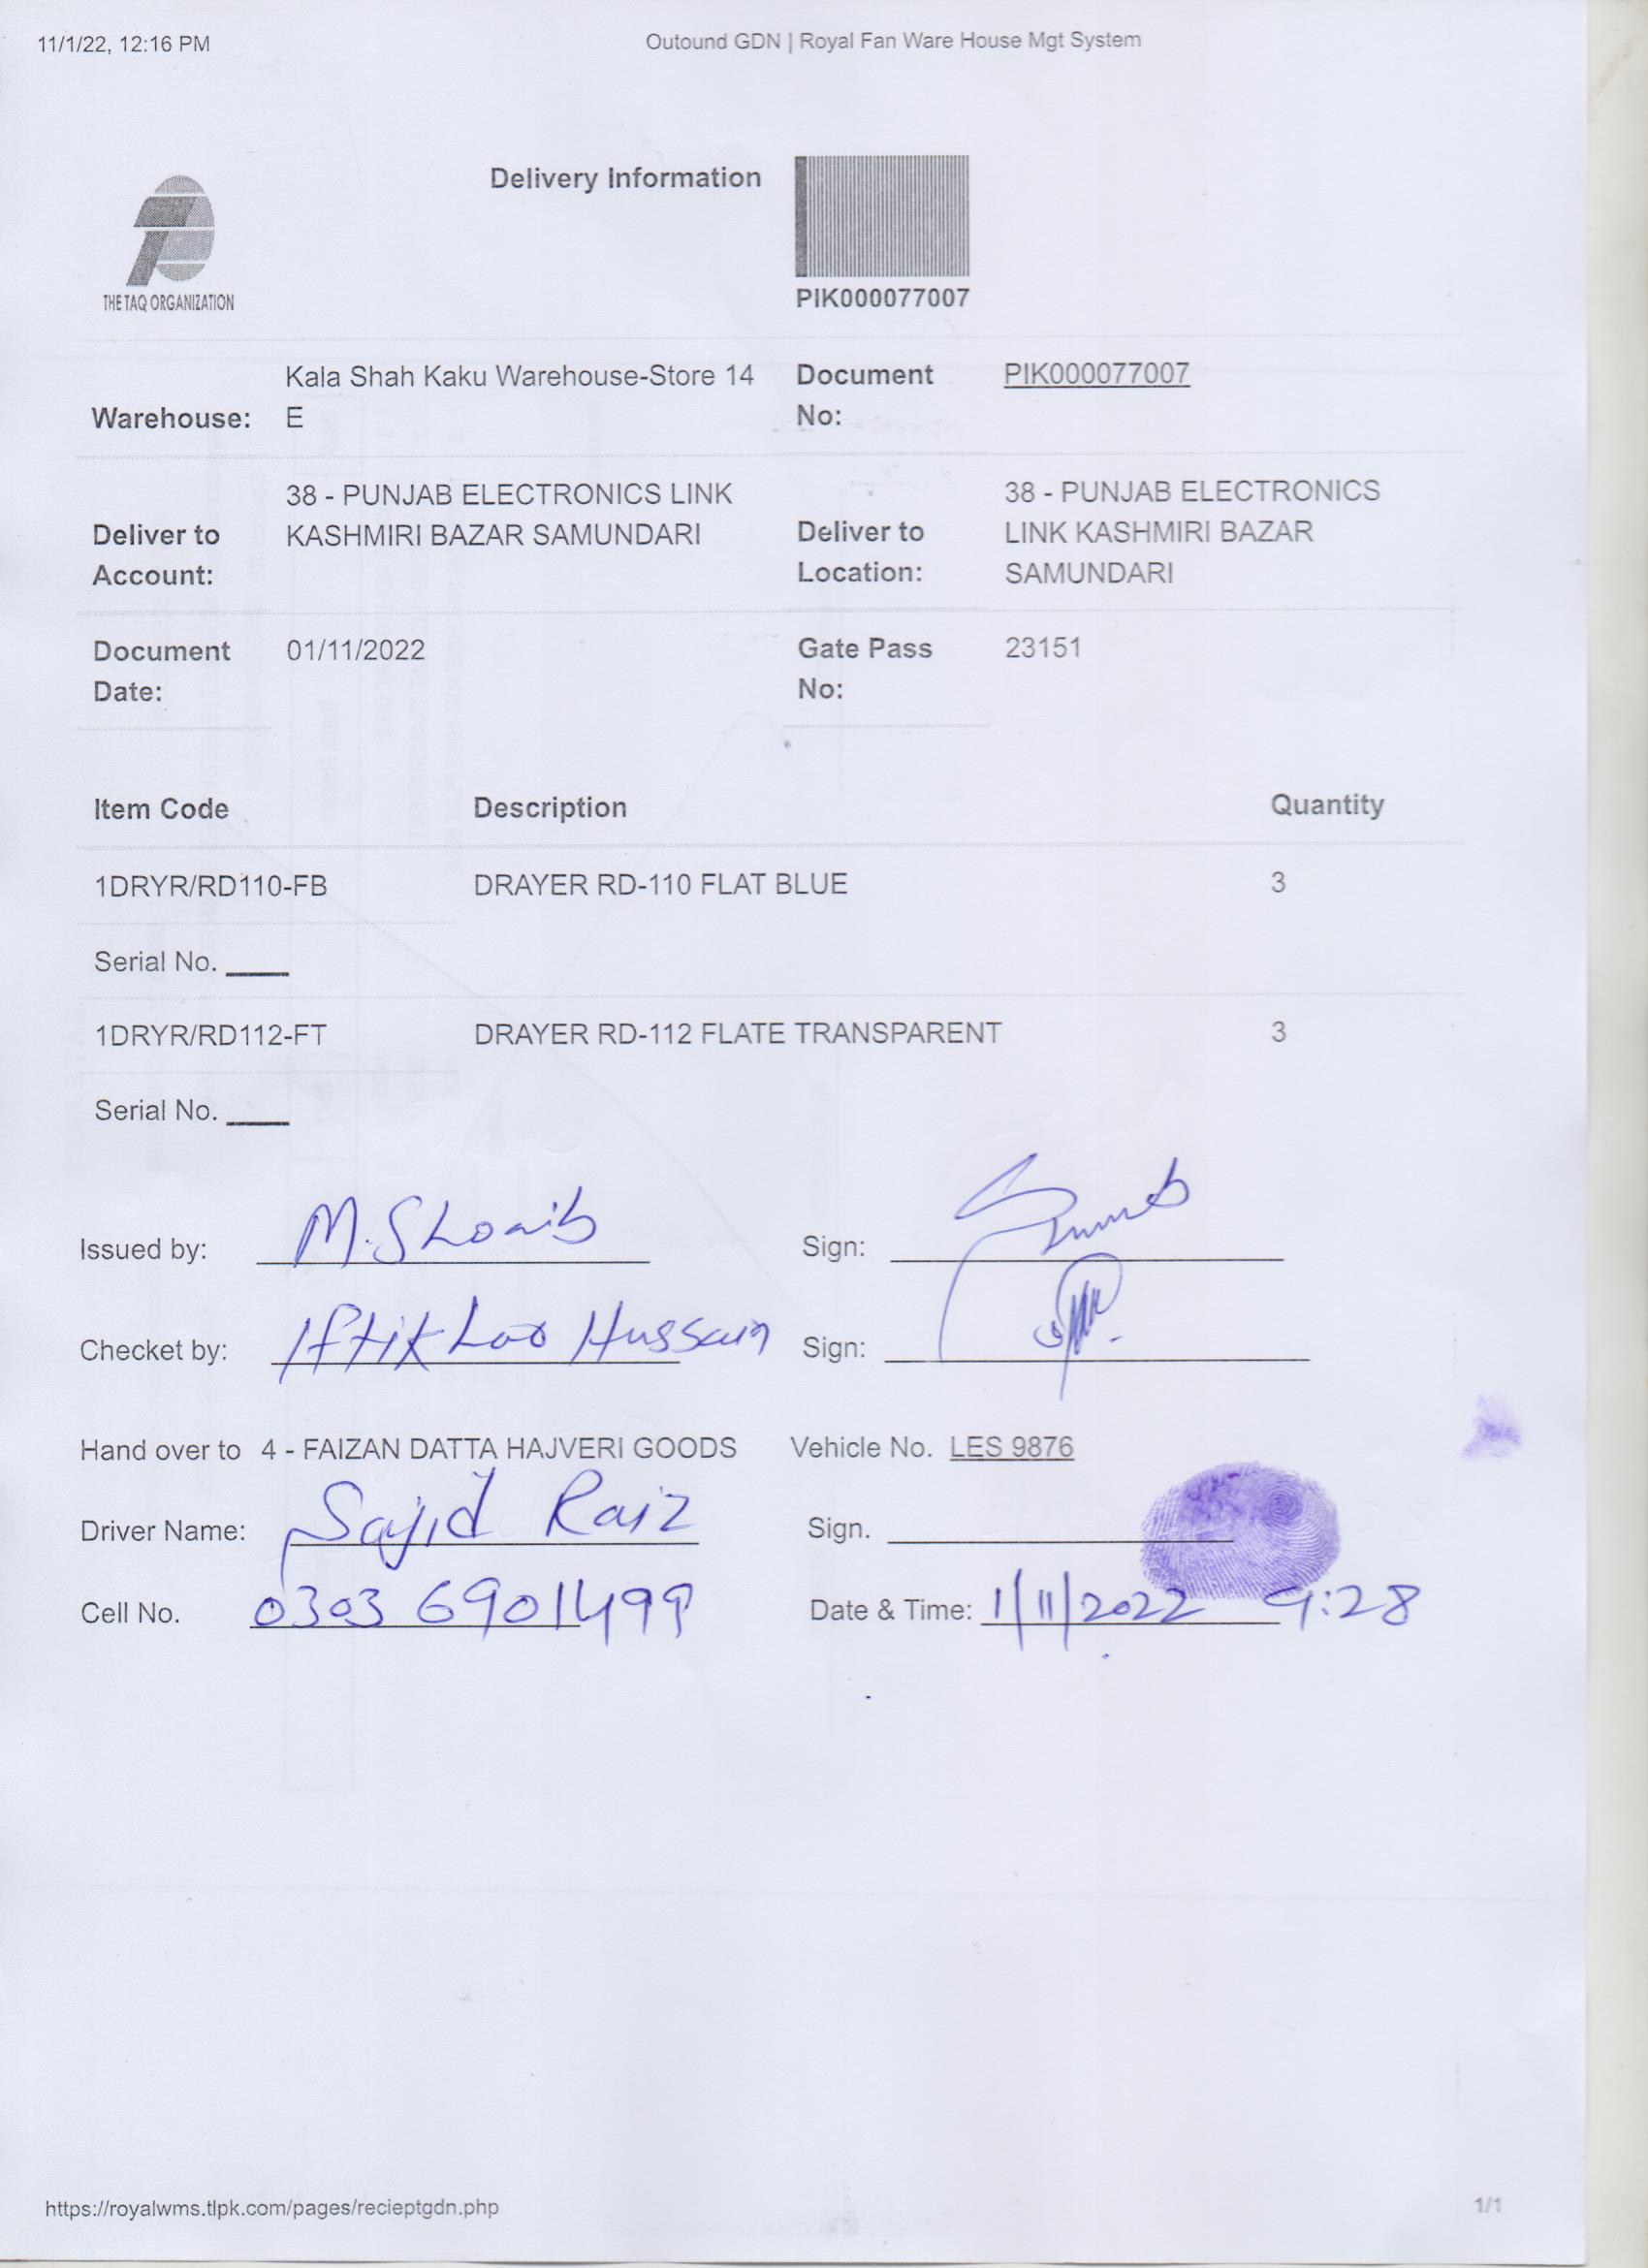 11/1/22, 12:16 PM
Outound GDN | Royal Fan Ware House Mgt System
THE TAQ ORGANIZATION
Delivery Information
PIK000077007
Warehouse: Kala Shah Kaku Warehouse-Store 14
E
Document No: PIK000077007
Deliver to Account: 38 - PUNJAB ELECTRONICS LINK
KASHMIRI BAZAR SAMUNDARI
Deliver to Location: 38 - PUNJAB ELECTRONICS
LINK KASHMIRI BAZAR
SAMUNDARI
Document Date: 01/11/2022
Gate Pass No: 23151
Item Code Description Quantity
1DRYR/RD110-FB DRAYER RD-110 FLAT BLUE 3
Serial No.
1DRYR/RD112-FT DRAYER RD-112 FLATE TRANSPARENT 3
Serial No.
Issued by: M. Shoaib Sign:
Checket by: Iftikhar Hussain Sign:
Hand over to 4 - FAIZAN DATTA HAJVERI GOODS Vehicle No. LES 9876
Driver Name: Sajid Raiz Sign.
Cell No. 0303 6901499 Date & Time: 1/11/2022 9:28
https://royalwms.tlpk.com/pages/recieptgdn.php
1/1